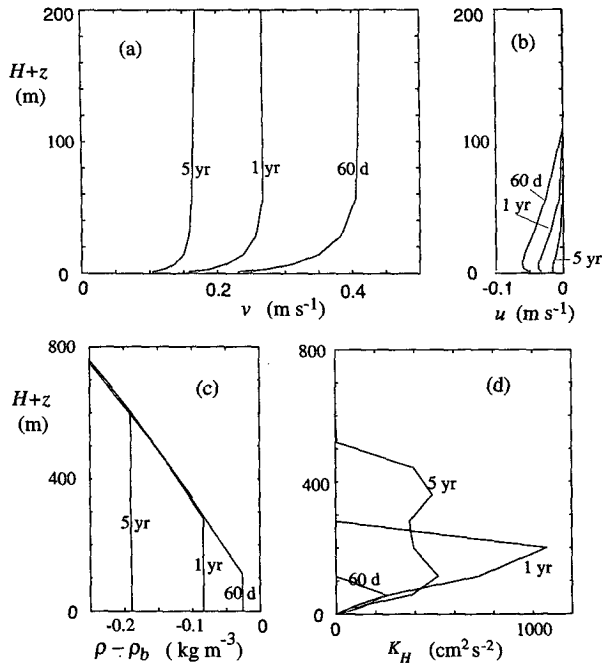 200
(a)
H+z
(m)
100
5 yr
1 yr
60 d
0
0
0.2
0.4
v (m s⁻¹)
200
(b)
100
60 d
1 yr
5 yr
0
-0.1
0
u (m s⁻¹)
800
(c)
H+z
(m)
400
5 yr
1 yr
60 d
0
-0.2
-0.1
0
ρ − ρ_b (kg m⁻³)
800
(d)
400
5 yr
1 yr
60 d
0
0
1000
K_H (cm² s⁻²)